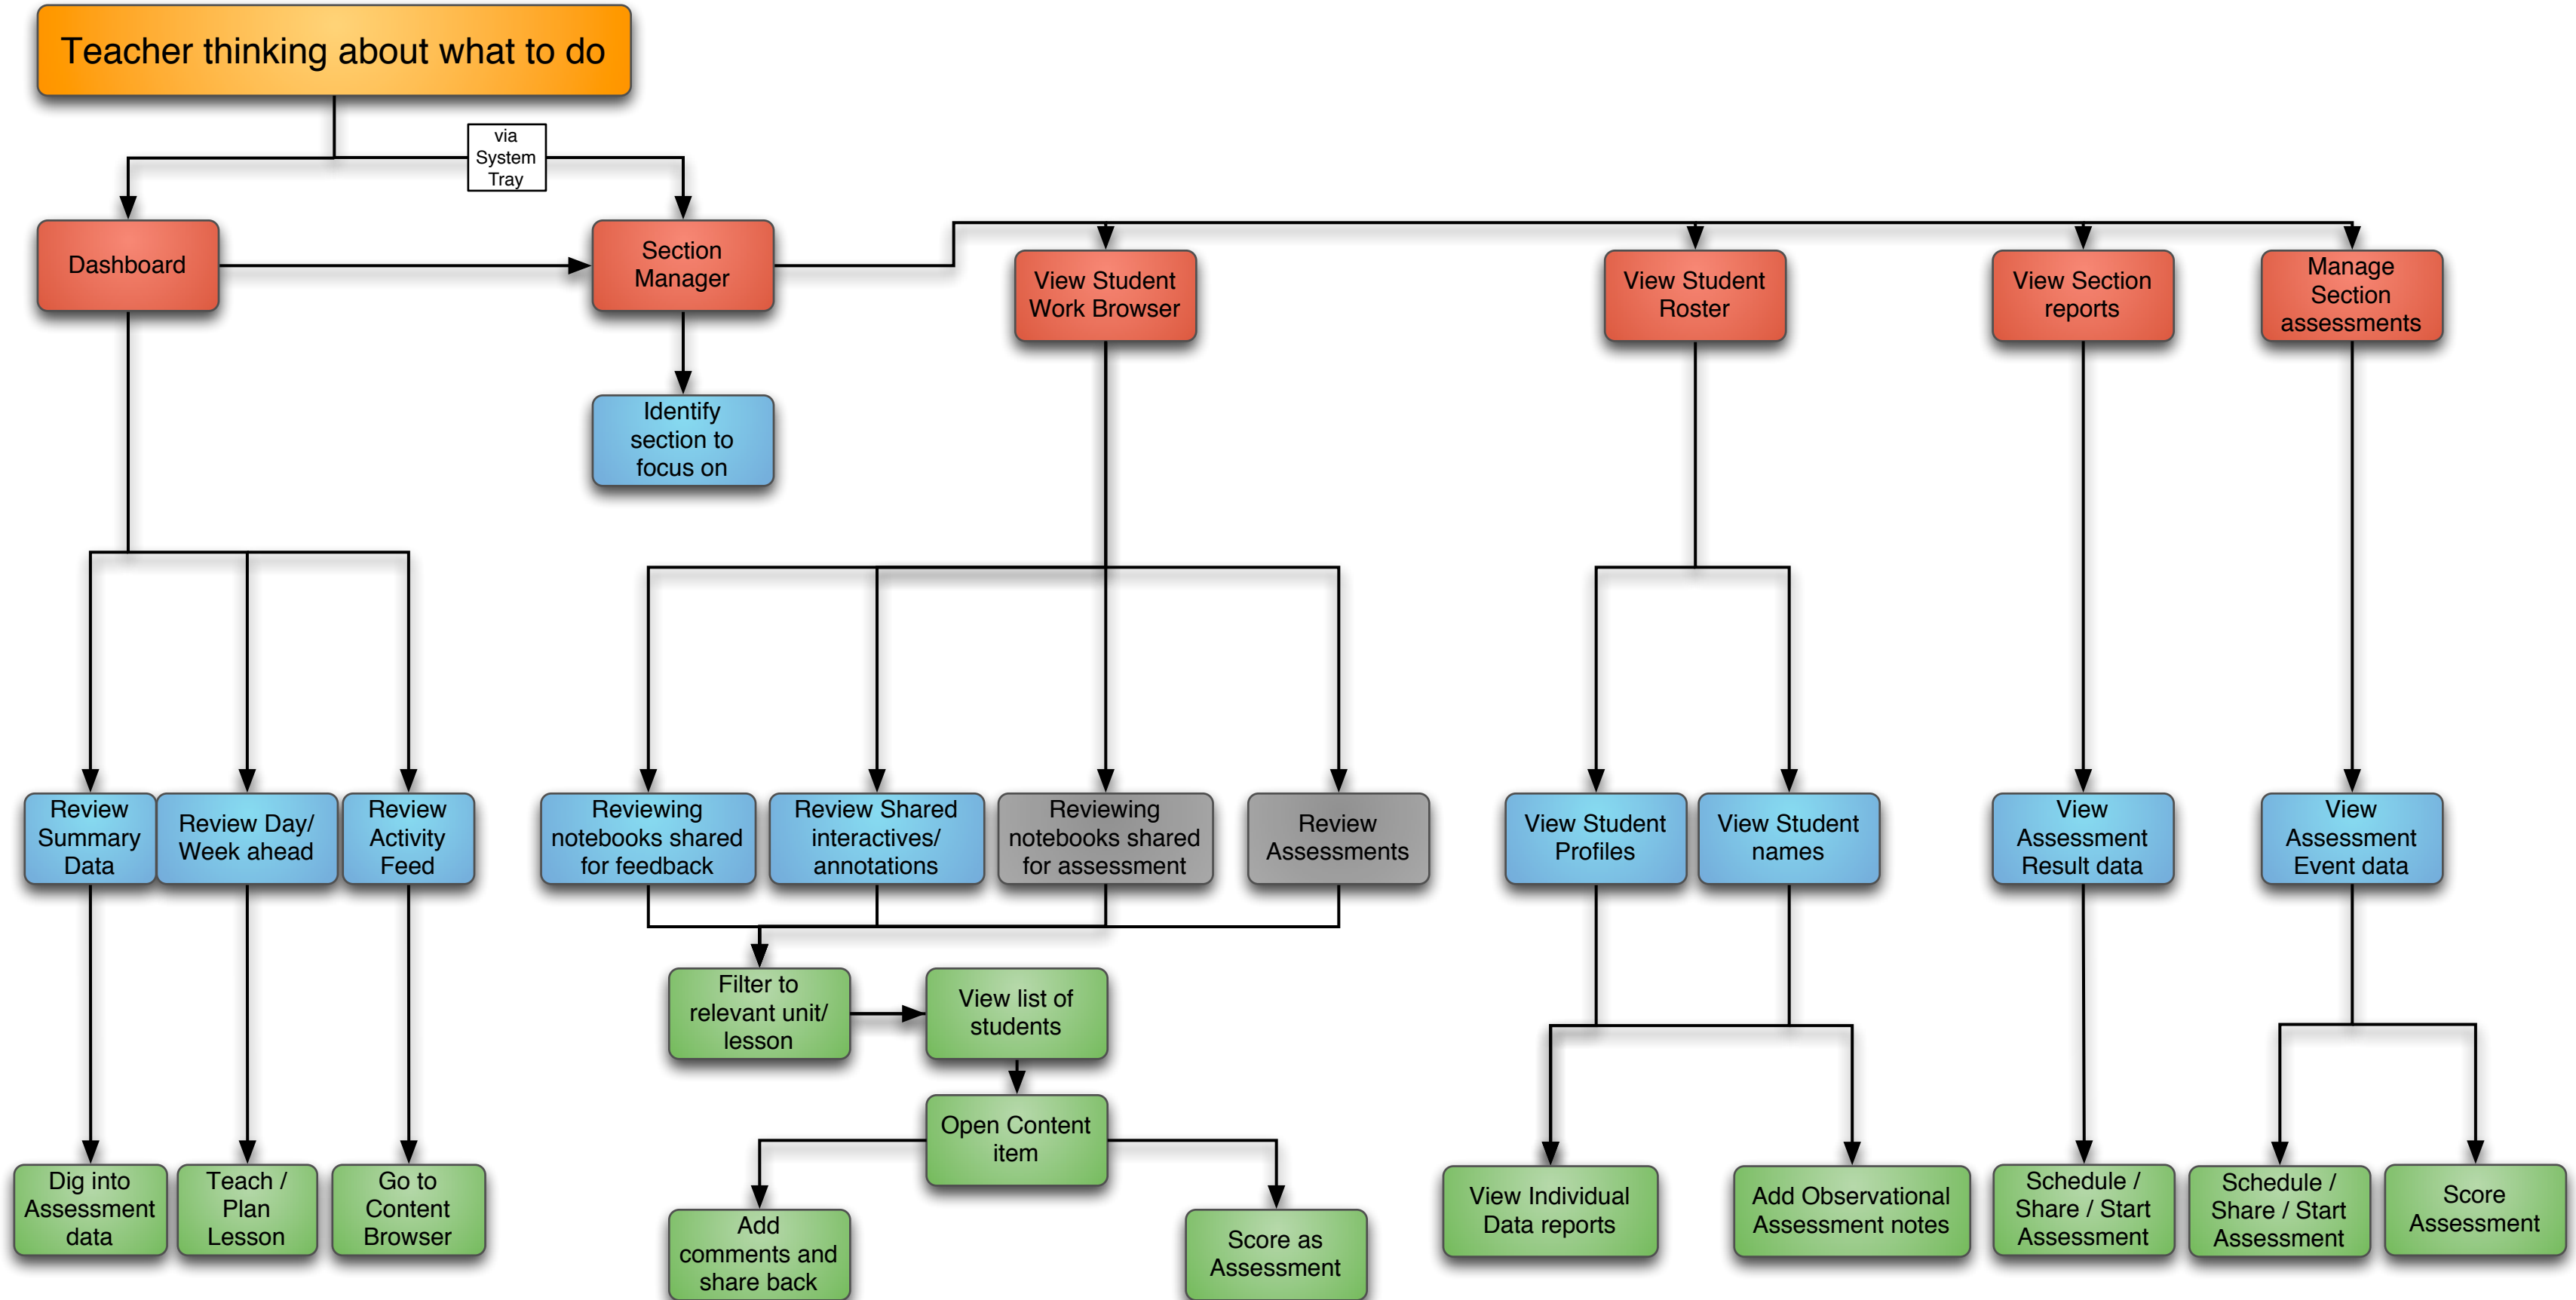 Teacher thinking about what to do
via
System
Tray
Dashboard
Section
Manager
View Student
Work Browser
View Student
Roster
View Section
reports
Manage
Section
assessments
Identify
section to
focus on
Review
Summary
Data
Review Day/
Week ahead
Review
Activity
Feed
Reviewing
notebooks shared
for feedback
Review Shared
interactives/
annotations
Reviewing
notebooks shared
for assessment
Review
Assessments
View Student
Profiles
View Student
names
View
Assessment
Result data
View
Assessment
Event data
Filter to
relevant unit/
lesson
View list of
students
Open Content
item
Dig into
Assessment
data
Teach /
Plan
Lesson
Go to
Content
Browser
Add
comments and
share back
Score as
Assessment
View Individual
Data reports
Add Observational
Assessment notes
Schedule /
Share / Start
Assessment
Schedule /
Share / Start
Assessment
Score
Assessment